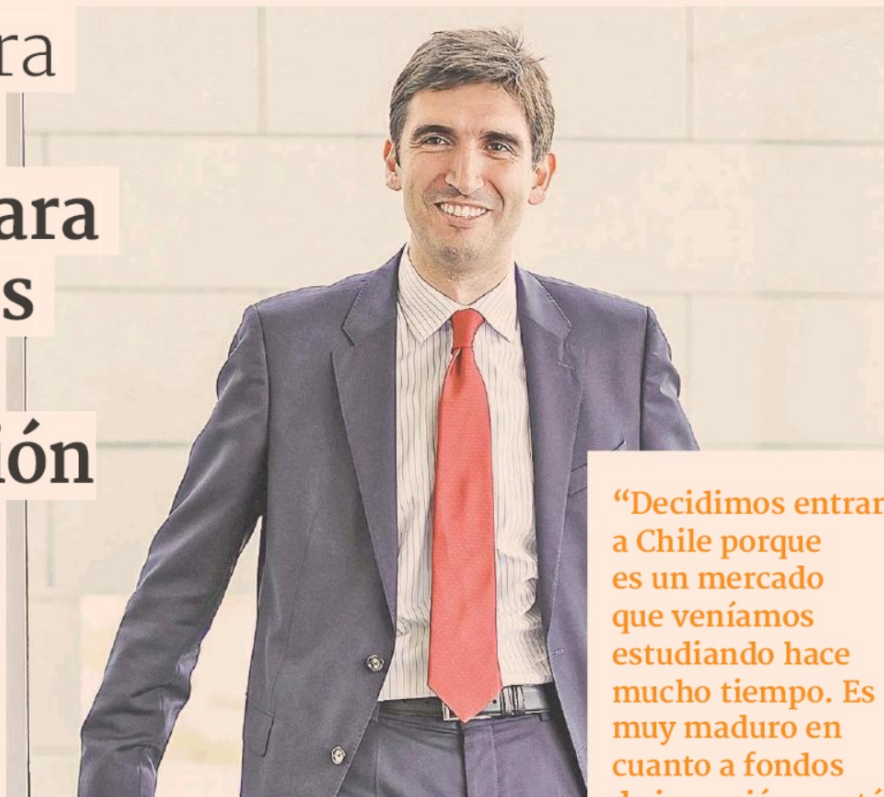 ra
ara
s
ión
“Decidimos entrar
a Chile porque
es un mercado
que veníamos
estudiando hace
mucho tiempo. Es
muy maduro en
cuanto a fondos